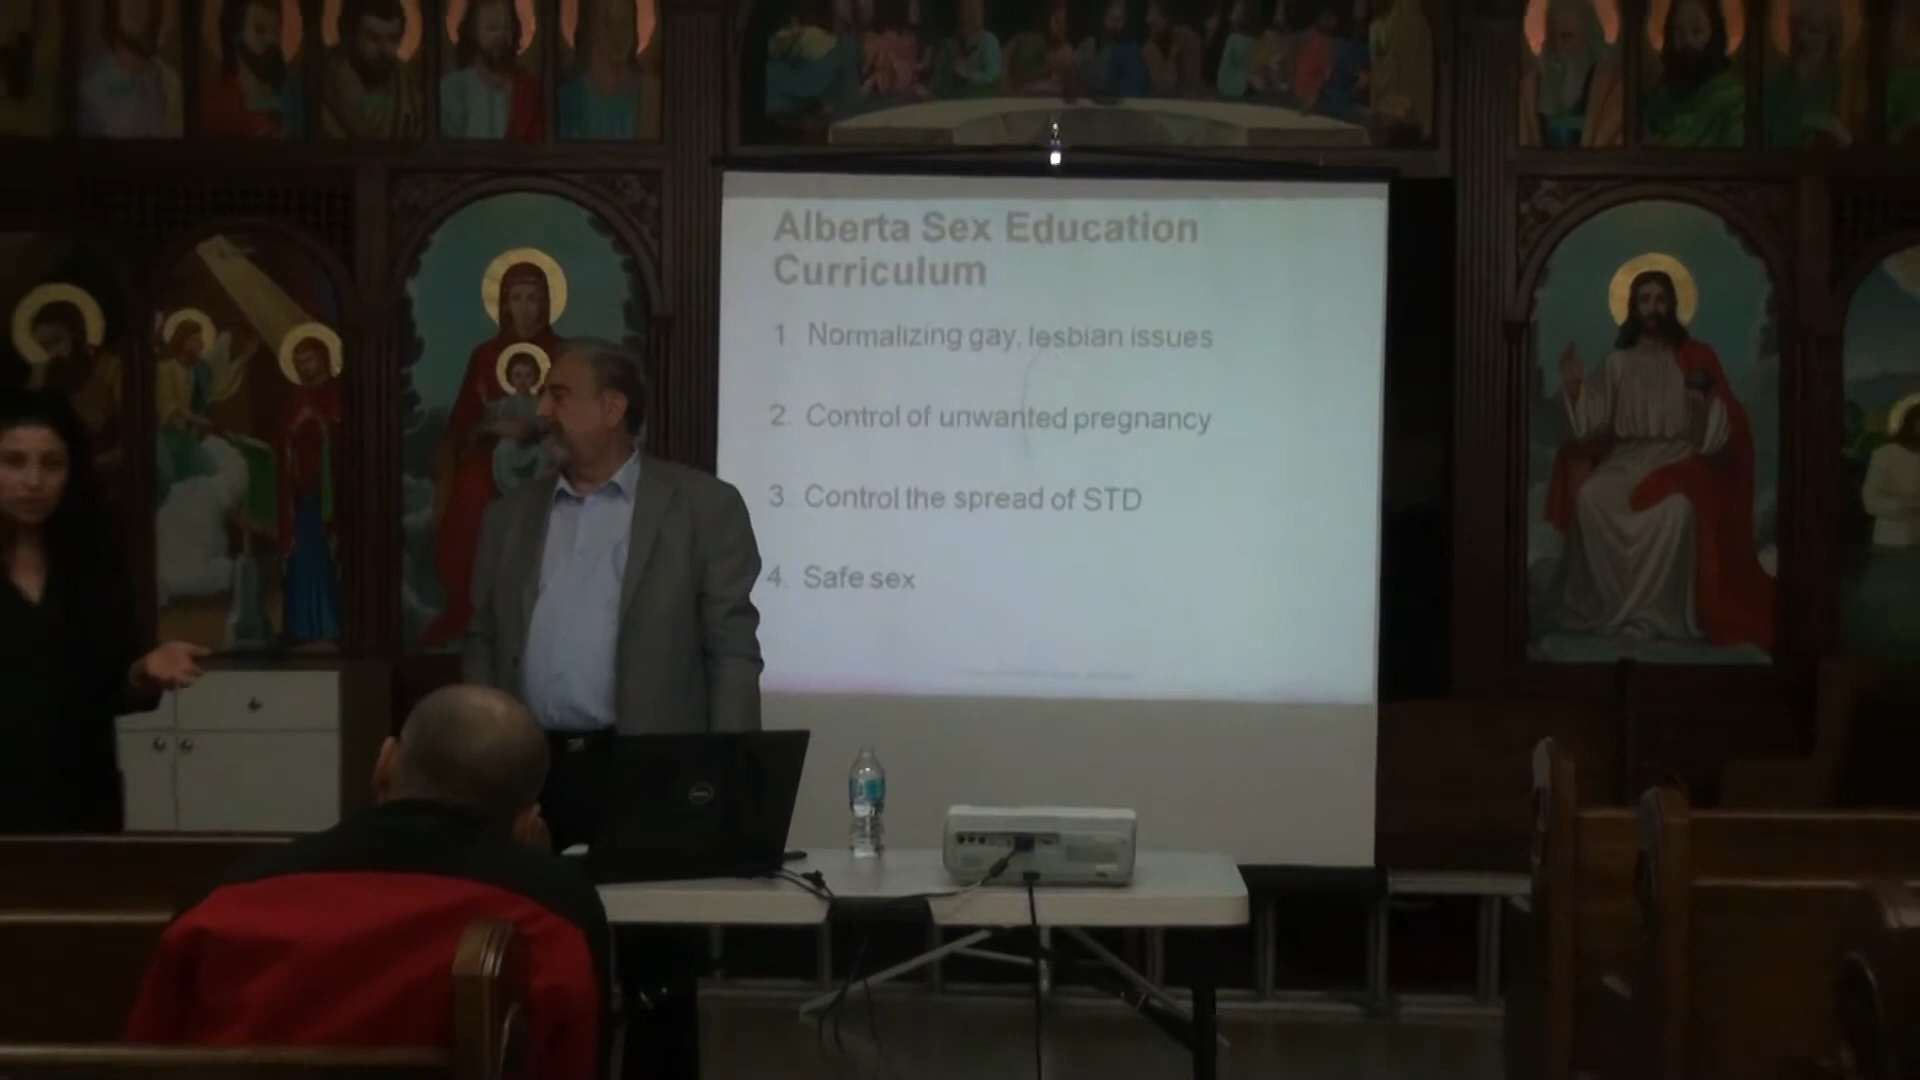 Alberta Sex Education
Curriculum
1. Normalizing gay, lesbian issues
2. Control of unwanted pregnancy
3. Control the spread of STD
4. Safe sex
DELL